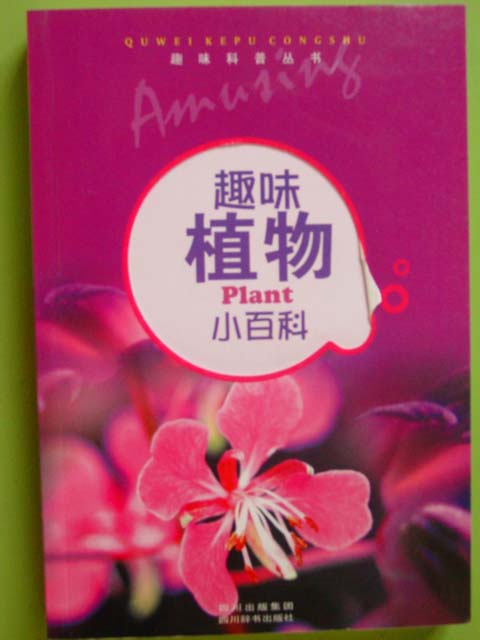 QUWEI KEPU CONGSHU
趣味科普丛书
Amusing
趣味
植物
Plant
小百科
四川出版集团
四川辞书出版社